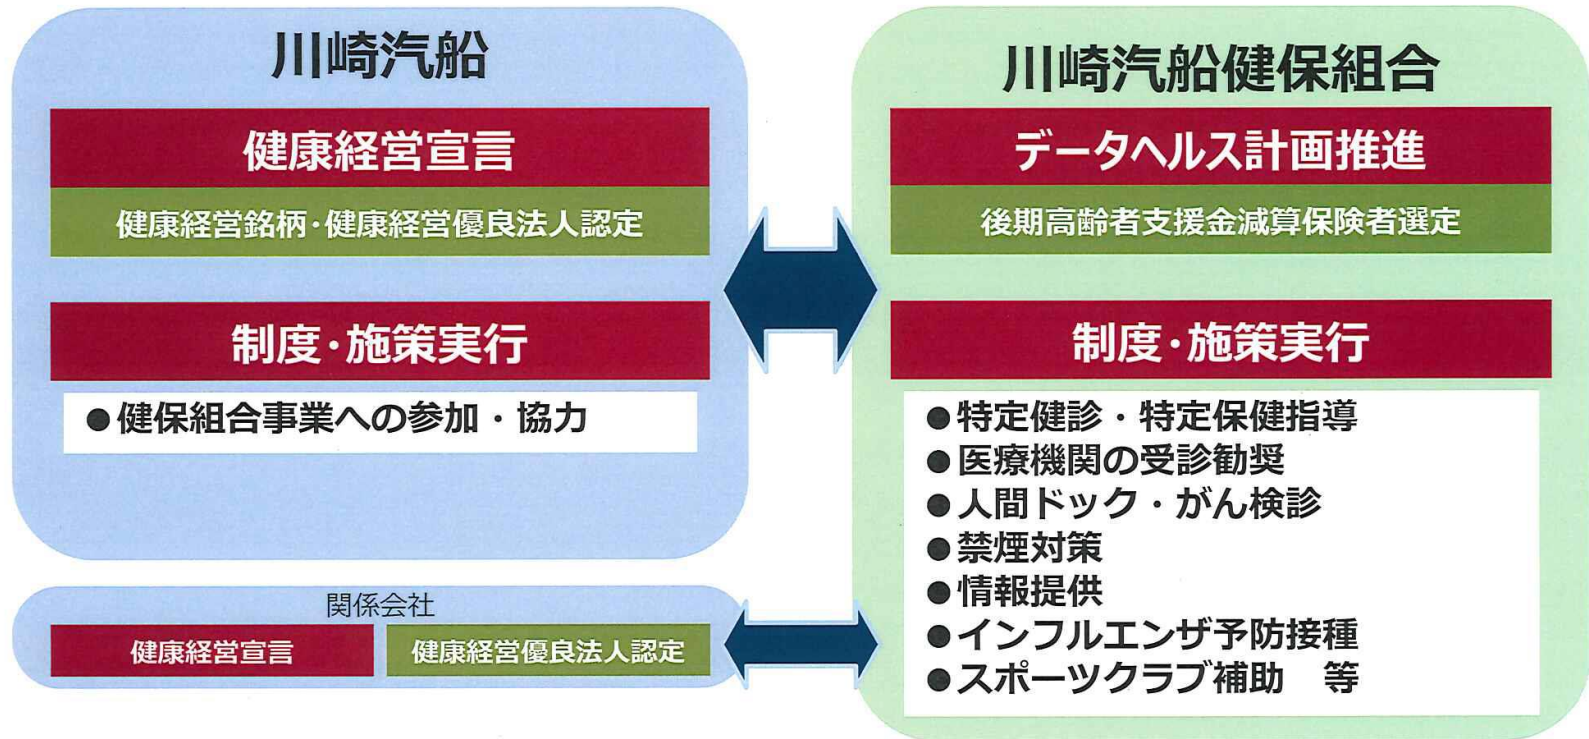 川崎汽船
健康経営宣言
健康経営銘柄・健康経営優良法人認定
制度・施策実行
●健保組合事業への参加・協力
関係会社
健康経営宣言
健康経営優良法人認定
川崎汽船健保組合
データヘルス計画推進
後期高齢者支援金減算保険者選定
制度・施策実行
●特定健診・特定保健指導
●医療機関の受診勧奨
●人間ドック・がん検診
●禁煙対策
●情報提供
●インフルエンザ予防接種
●スポーツクラブ補助　等